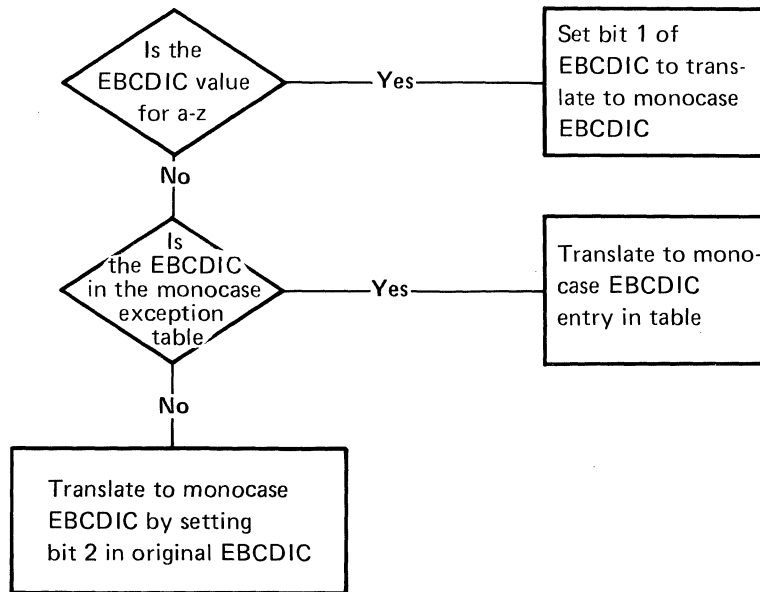 Is the
EBCDIC value
for a-z
Yes
Set bit 1 of
EBCDIC to trans-
late to monocase
EBCDIC
No
Is
the EBCDIC
in the monocase
exception
table
Yes
Translate to mono-
case EBCDIC
entry in table
No
Translate to monocase
EBCDIC by setting
bit 2 in original EBCDIC